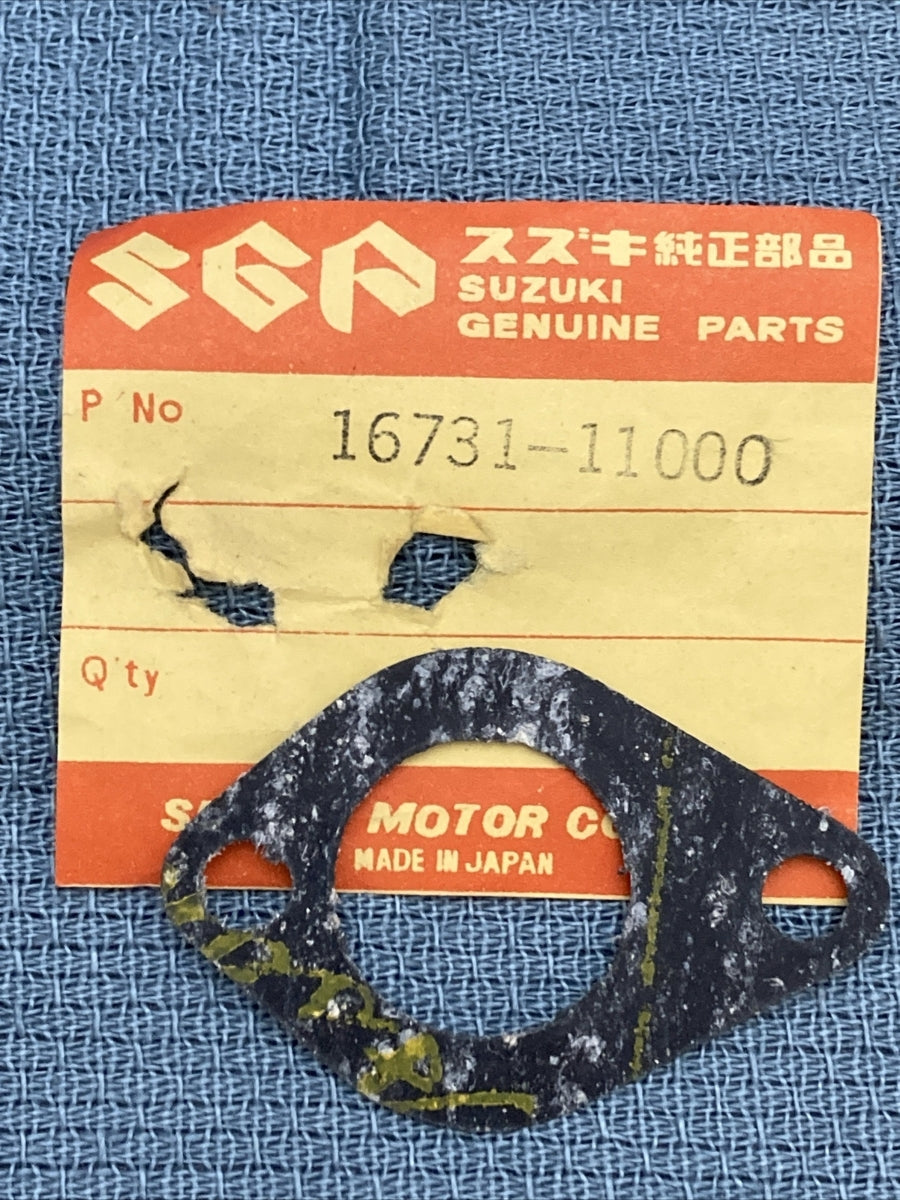 SGP
スズキ純正部品
SUZUKI
GENUINE PARTS
P No
16731-11000
Q'ty
MOTOR
MADE IN JAPAN